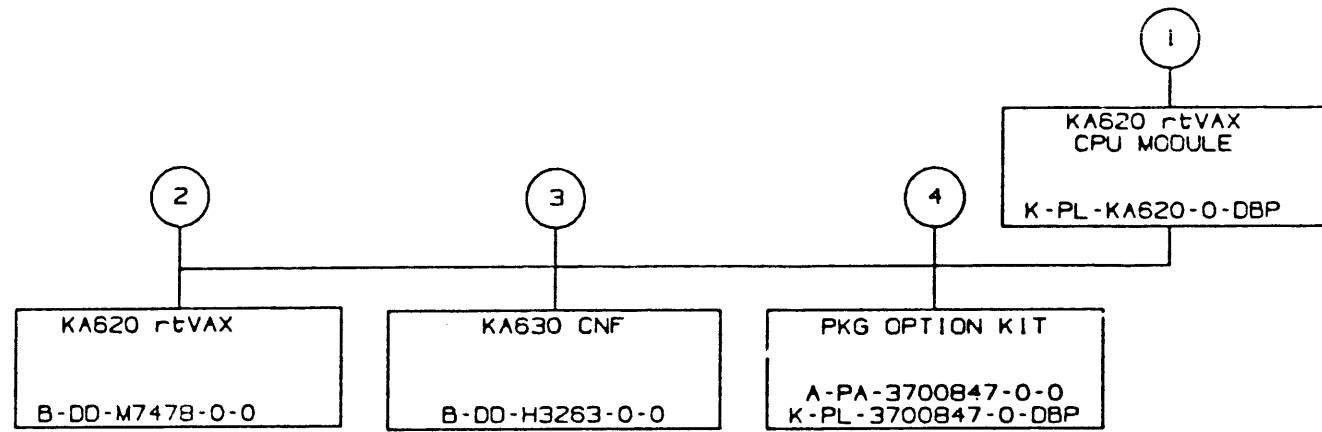 1
KA620 rtVAX
CPU MODULE
K-PL-KA620-0-DBP
2
3
4
KA620 rtVAX
B-DD-M7478-0-0
KA630 CNF
B-DD-H3263-0-0
PKG OPTION KIT
A-PA-3700847-0-0
K-PL-3700847-0-DBP